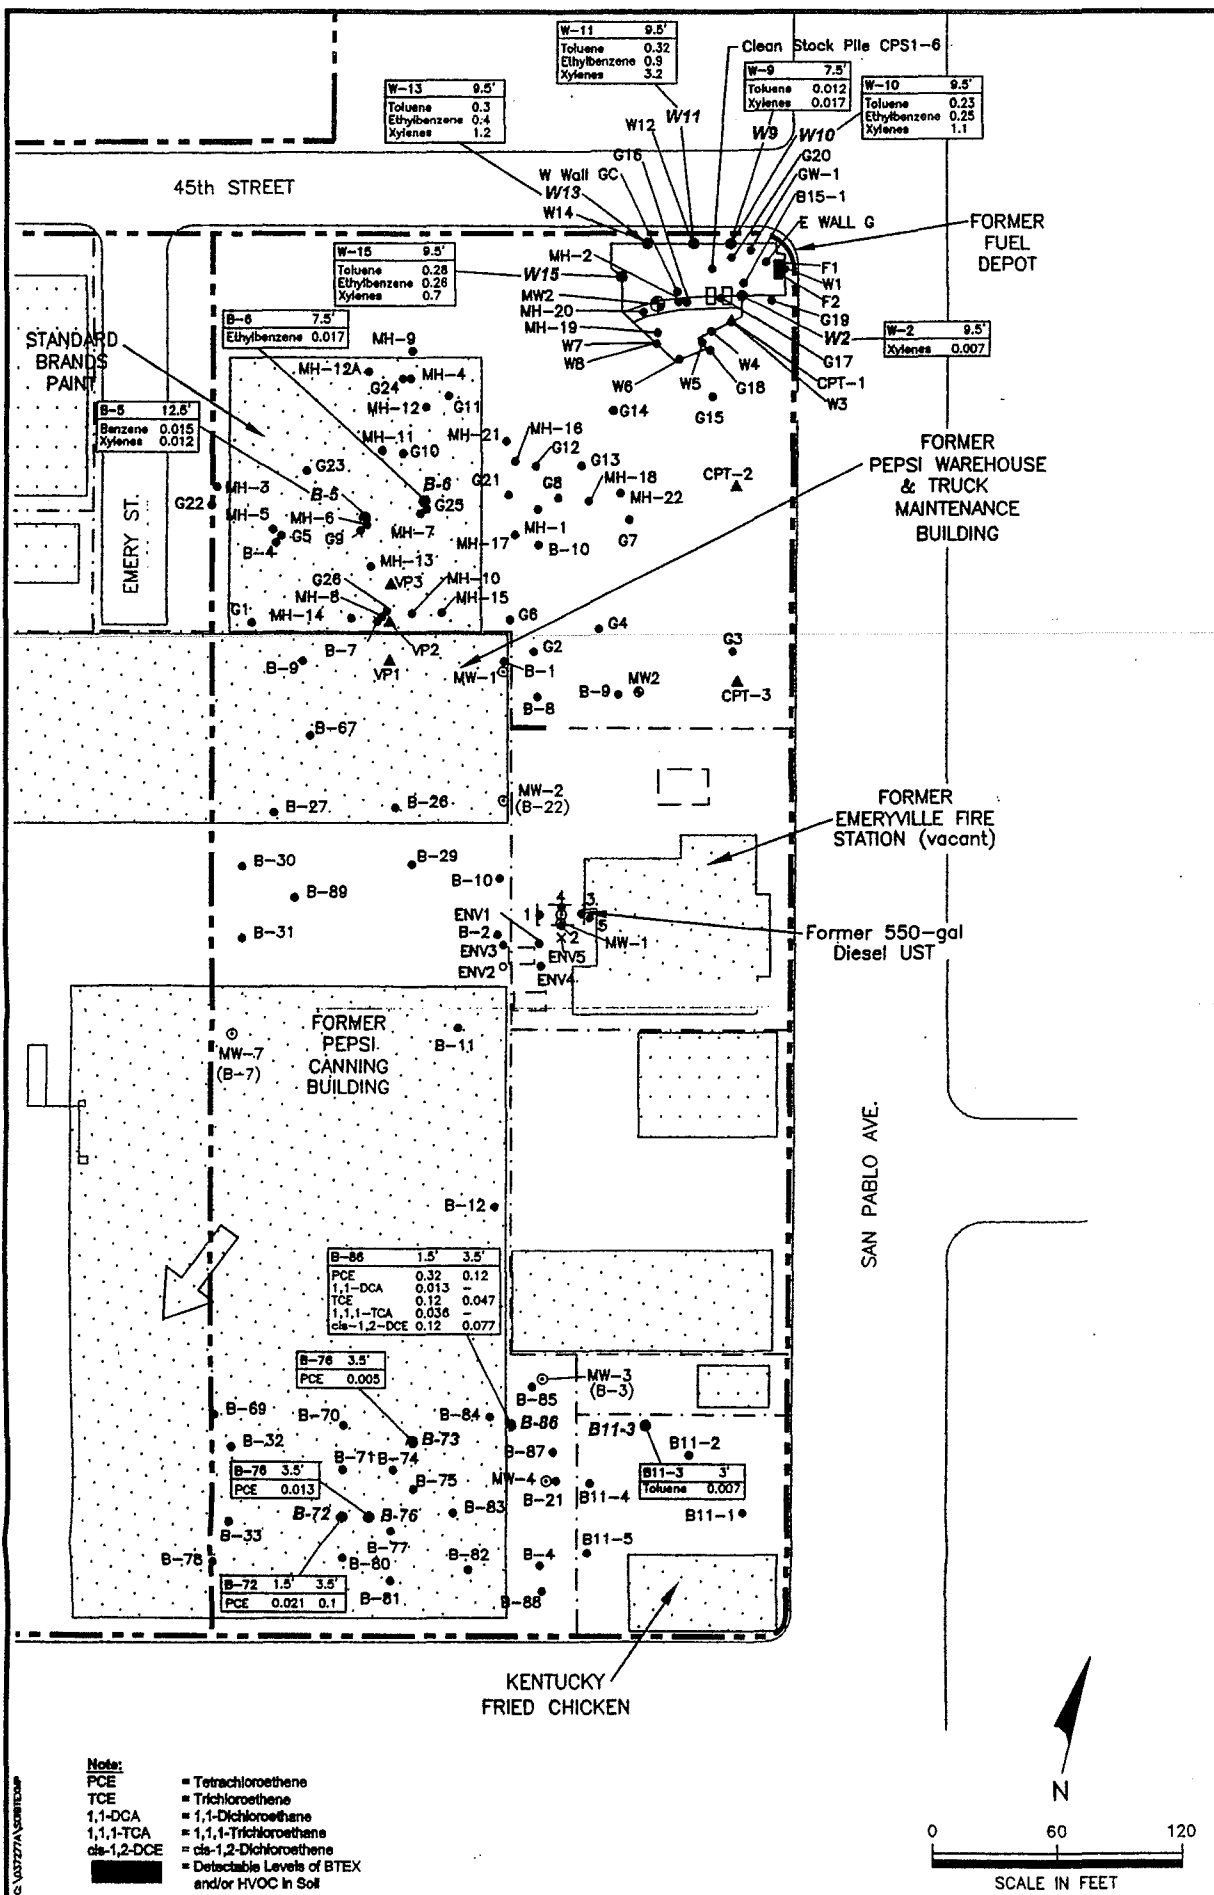 W-11 9.5'
Toluene 0.32
Ethylbenzene 0.9
Xylenes 3.2
Clean Stock Pile CPS1-6
W-9 7.5'
Toluene 0.012
Xylenes 0.017
W-10 9.5'
Toluene 0.23
Ethylbenzene 0.25
Xylenes 1.1
W-13 9.5'
Toluene 0.3
Ethylbenzene 0.4
Xylenes 1.2
W12
W11
W9
W10
G16
G20
W Wall GC
GW-1
45th STREET
W13
B15-1
W14
E WALL G
FORMER
FUEL
DEPOT
W-15 9.5'
Toluene 0.28
Ethylbenzene 0.26
Xylenes 0.7
MH-2
W15
F1
W1
MW2
F2
MH-20
G19
B-6 7.5'
Ethylbenzene 0.017
MH-19
W2
W-2 9.5'
Xylenes 0.007
STANDARD
BRANDS
PAINT
MH-9
W7
W8
W4
G17
MH-12A
MH-4
G24
W6
W5
G18
CPT-1
W3
B-5 12.5'
Benzene 0.015
Xylenes 0.012
MH-12
G11
G14
G15
MH-11
G10
MH-21
MH-16
G12
FORMER
PEPSI WAREHOUSE
& TRUCK
MAINTENANCE
BUILDING
G23
G13
MH-3
B-5
B-6
G21
G8
MH-18
CPT-2
G22
MH-22
G25
MH-5
MH-6
MH-7
MH-1
G5
G9
MH-17
G7
B-4
B-10
EMERY ST.
MH-13
G26
VP3
MH-10
MH-8
MH-15
G1
MH-14
G6
G4
B-7
VP2
G2
G3
B-9
VP1
MW-1
B-1
B-9
MW2
CPT-3
B-8
B-67
MW-2
(B-22)
B-27
B-26
FORMER
EMERYVILLE FIRE
STATION (vacant)
B-30
B-29
B-89
B-10
4
ENV1
1
3
5
B-31
B-2
2
MW-1
Former 550-gal
Diesel UST
ENV3
ENV5
ENV2
ENV4
FORMER
PEPSI
CANNING
BUILDING
B-11
MW-7
(B-7)
SAN PABLO AVE.
B-12
B-86 1.5' 3.5'
PCE 0.32 0.12
1,1-DCA 0.013 -
TCE 0.12 0.047
1,1,1-TCA 0.036 -
cis-1,2-DCE 0.12 0.077
B-76 3.5'
PCE 0.005
MW-3
(B-3)
B-85
B-69
B-70
B-84
B-86
B11-3
B-32
B-73
B-87
B11-2
B-71
B-74
B-76 3.5'
PCE 0.013
B-75
MW-4
B-21
B11-4
B11-3 3'
Toluene 0.007
B-72
B-76
B-83
B11-1
B-33
B-77
B11-5
B-78
B-80
B-82
B-4
B-72 1.5' 3.5'
PCE 0.021 0.1
B-81
B-88
KENTUCKY
FRIED CHICKEN
Note:
PCE = Tetrachloroethene
TCE = Trichloroethene
1,1-DCA = 1,1-Dichloroethane
1,1,1-TCA = 1,1,1-Trichloroethane
cis-1,2-DCE = cis-1,2-Dichloroethene
= Detectable Levels of BTEX
and/or HVOC in Soil
N
0 60 120
SCALE IN FEET